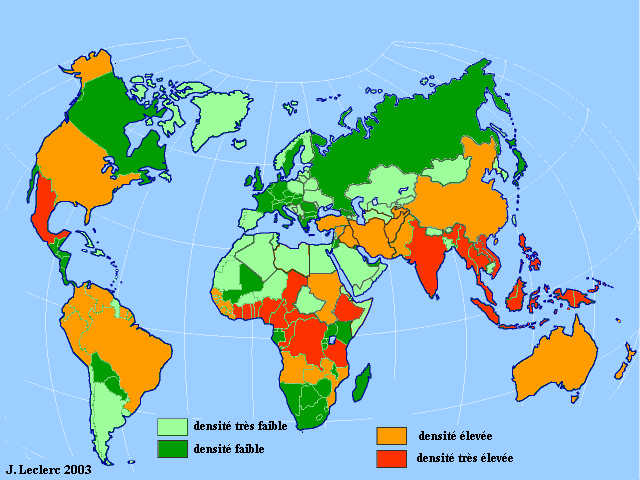 densité très faible
densité faible
densité élevée
densité très élevée
J. Leclerc 2003